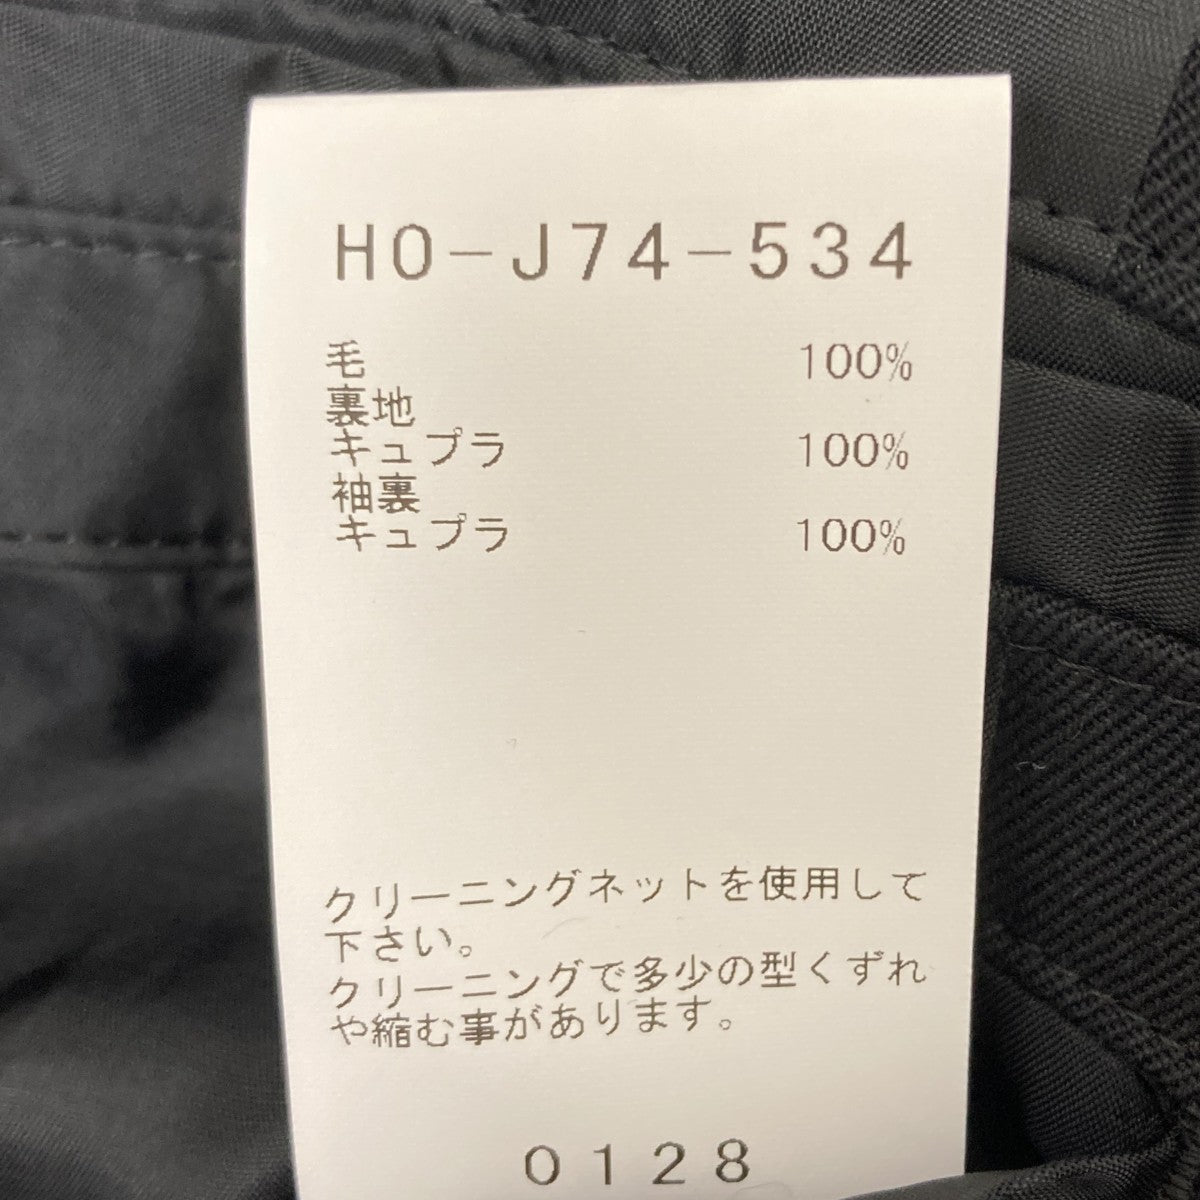 HO-J74-534
毛 100%
裏地
キュプラ 100%
袖裏
キュプラ 100%
クリーニングネットを使用して
下さい。
クリーニングで多少の型くずれ
や縮む事があります。
0128